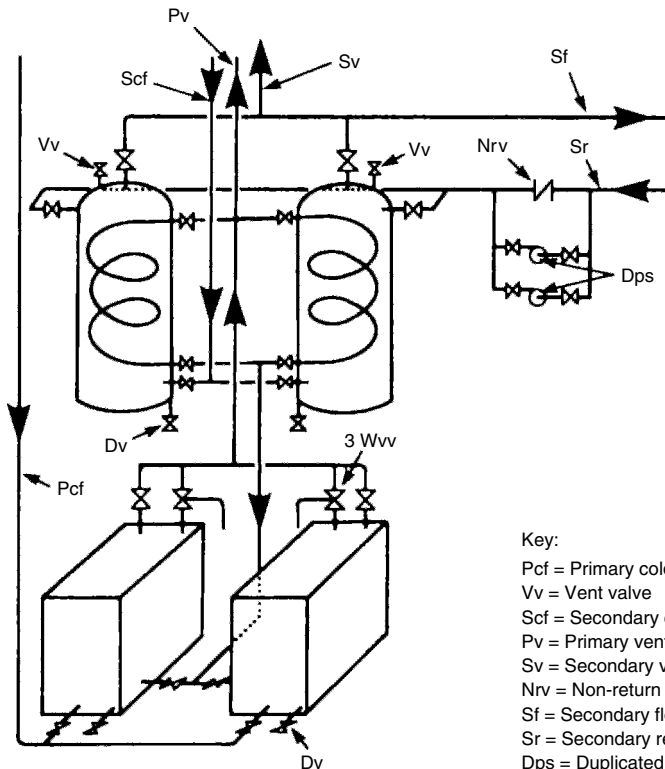 Pv
Scf
Sv
Sf
Vv
Vv
Nrv
Sr
Dps
Dv
3 Wvv
Pcf
Key:
Pcf = Primary cold
Vv = Vent valve
Scf = Secondary
Pv = Primary vent
Sv = Secondary v
Nrv = Non-return
Sf = Secondary flo
Sr = Secondary re
Dps = Duplicated
Dv